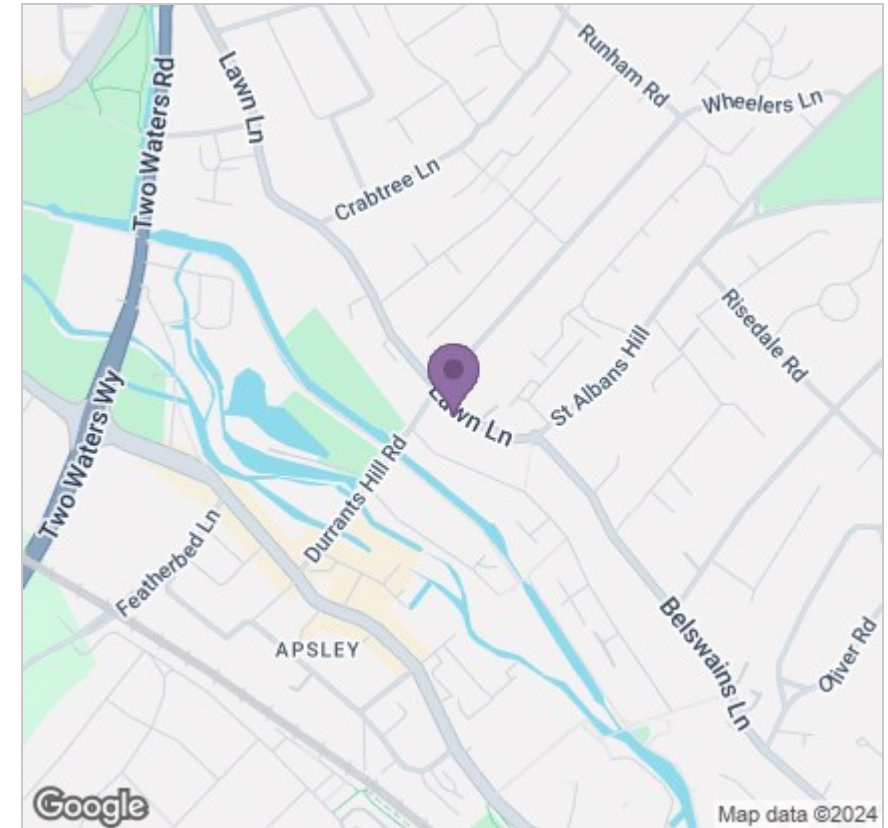 Two Waters Rd
Lawn Ln
Runham Rd
Wheelers Ln
Crabtree Ln
Risedale Rd
St Albans Hill
Lawn Ln
Two Waters Wy
Durrants Hill Rd
Featherbed Ln
APSLEY
Belswains Ln
Oliver Rd
Google
Map data ©2024